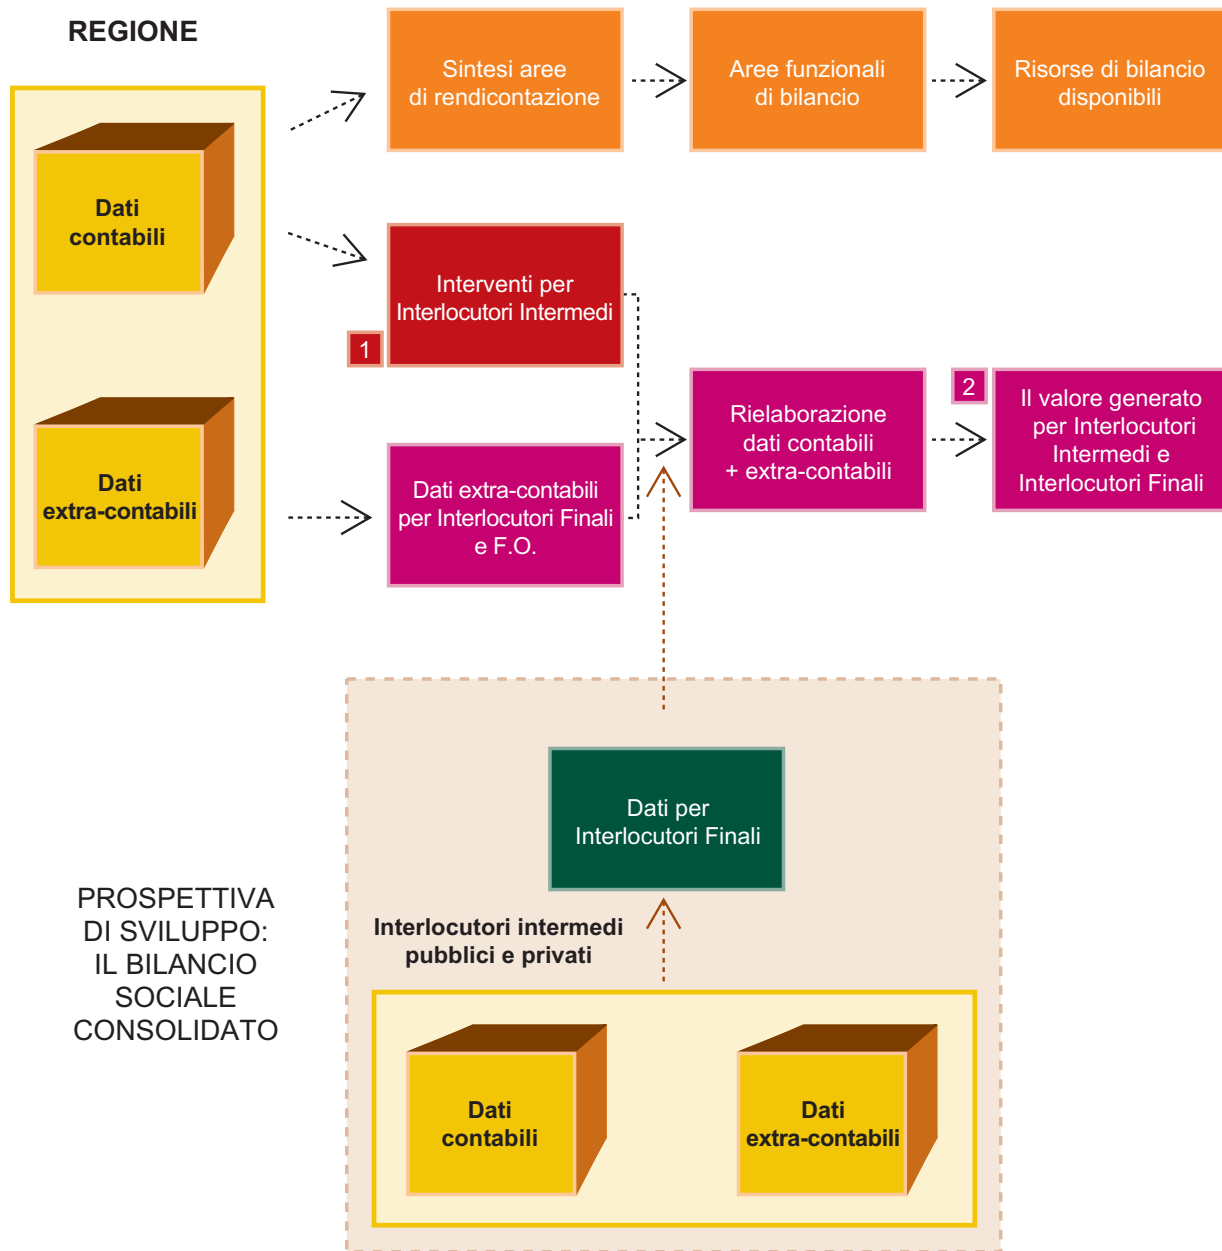 REGIONE
Sintesi aree
di rendicontazione
Aree funzionali
di bilancio
Risorse di bilancio
disponibili
Dati
contabili
Interventi per
Interlocutori Intermedi
1
Dati
extra-contabili
Dati extra-contabili
per Interlocutori Finali
e F.O.
Rielaborazione
dati contabili
+ extra-contabili
2
Il valore generato
per Interlocutori
Intermedi e
Interlocutori Finali
Dati per
Interlocutori Finali
PROSPETTIVA
DI SVILUPPO:
IL BILANCIO
SOCIALE
CONSOLIDATO
Interlocutori intermedi
pubblici e privati
Dati
contabili
Dati
extra-contabili